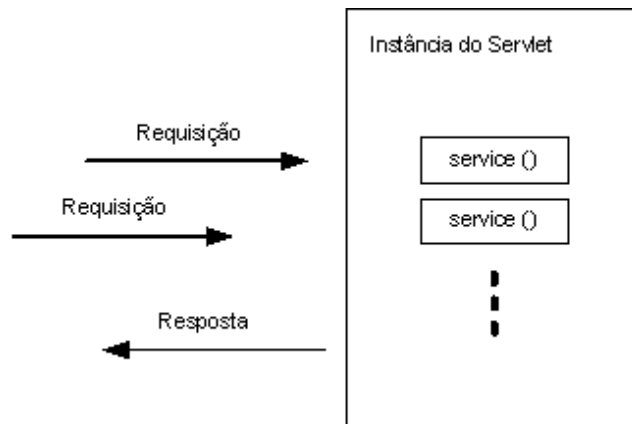 Instância do Servlet
Requisição
service ()
Requisição
service ()
Resposta